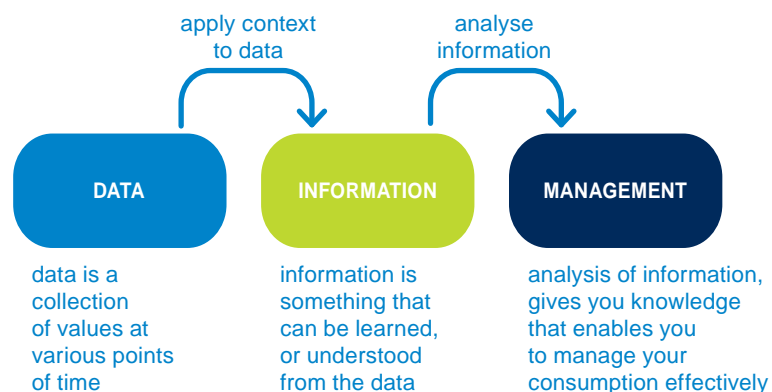 apply context
to data
analyse
information
DATA
INFORMATION
MANAGEMENT
data is a
collection
of values at
various points
of time
information is
something that
can be learned,
or understood
from the data
analysis of information,
gives you knowledge
that enables you
to manage your
consumption effectively